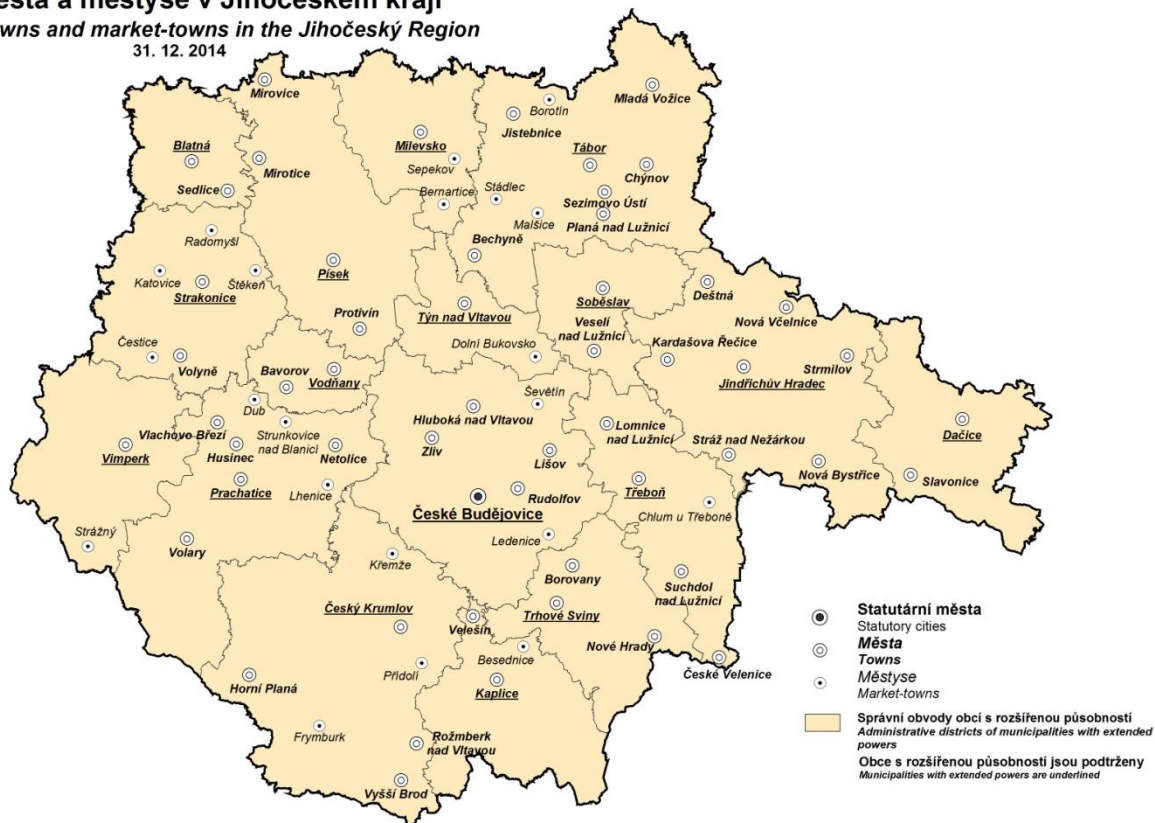 města a městyse v Jihočeském kraji
wns and market-towns in the Jihočeský Region
31. 12. 2014
Mirovice
Mladá Vožice
Borotín
Jistebnice
Blatná
Milevsko
Tábor
Sepekov
Mirotice
Chýnov
Sedlice
Bernartice
Stádlec
Sezimovo Ústí
Malšice
Planá nad Lužnicí
Radomyšl
Bechyně
Písek
Katovice
Strakonice
Štěkeň
Soběslav
Deštná
Týn nad Vltavou
Nová Včelnice
Protivín
Veselí
nad Lužnicí
Dolní Bukovsko
Kardašova Řečice
Čestice
Volyně
Bavorov
Vodňany
Jindřichův Hradec
Strmilov
Dub
Ševětín
Hluboká nad Vltavou
Lomnice
nad Lužnicí
Dačice
Vlachovo Březí
Strunkovice
nad Blanicí
Stráž nad Nežárkou
Vimperk
Husinec
Netolice
Zliv
Lišov
Nová Bystřice
Slavonice
Prachatice
Lhenice
Rudolfov
Třeboň
České Budějovice
Chlum u Třeboně
Strážný
Volary
Ledenice
Křemže
Borovany
Suchdol
nad Lužnicí
Český Krumlov
Trhové Sviny
Velešín
Nové Hrady
Besednice
České Velenice
Přídolí
Horní Planá
Kaplice
Frymburk
Rožmberk
nad Vltavou
Vyšší Brod
Statutární města
Statutory cities
Města
Towns
Městyse
Market-towns
Správní obvody obcí s rozšířenou působností
Administrative districts of municipalities with extended
powers
Obce s rozšířenou působností jsou podtrženy
Municipalities with extended powers are underlined